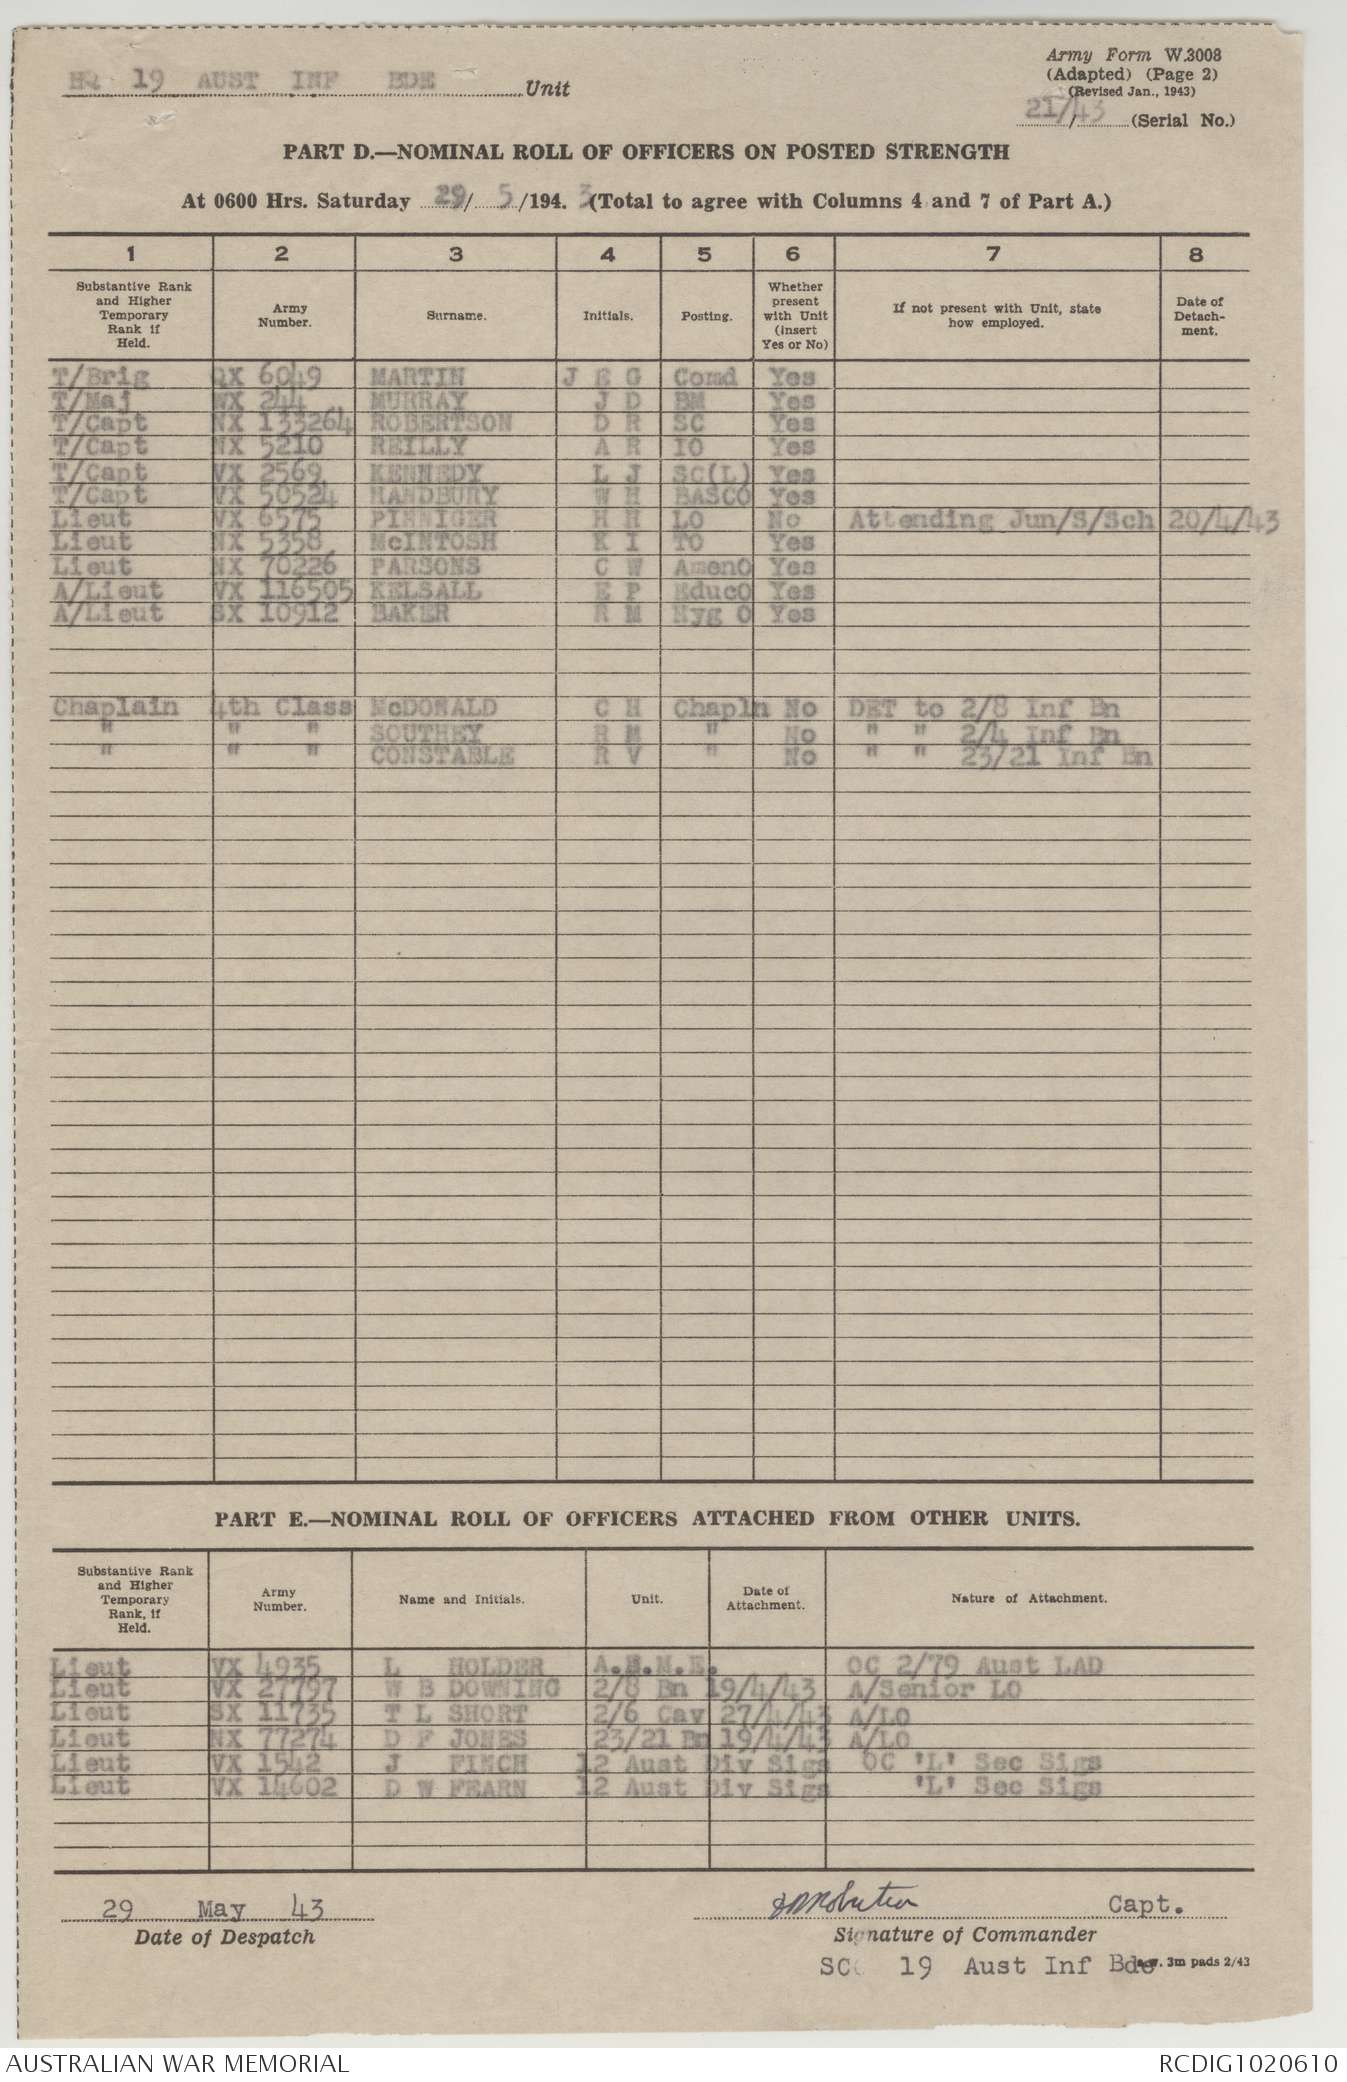 HQ 19 AUST INF BDE Unit
Army Form W.3008
(Adapted) (Page 2)
(Revised Jan., 1943)
21/43 (Serial No.)
PART D.—NOMINAL ROLL OF OFFICERS ON POSTED STRENGTH
At 0600 Hrs. Saturday 29/ 5 /194. 3 (Total to agree with Columns 4 and 7 of Part A.)
1 2 3 4 5 6 7 8
Substantive Rank and Higher Temporary Rank if Held. Army Number. Surname. Initials. Posting. Whether present with Unit (insert Yes or No) If not present with Unit, state how employed. Date of Detach-ment.
T/Brig QX 6049 MARTIN J E G Comd Yes
T/Maj WX 244 MURRAY J D BM Yes
T/Capt NX 133264 ROBERTSON D R SC Yes
T/Capt NX 5210 REILLY A R IO Yes
T/Capt VX 2569 KENNEDY L J SC(L) Yes
T/Capt VX 50524 HANDBURY W H BASCO Yes
Lieut VX 6575 PINNIGER H H LO No Attending Jun/S/Sch 20/4/43
Lieut NX 5358 McINTOSH K I TO Yes
Lieut NX 70226 PARSONS C W AmenO Yes
A/Lieut VX 116505 KELSALL E P EducO Yes
A/Lieut SX 10912 BAKER R M Hyg O Yes
Chaplain 4th Class McDONALD C H Chapln No DET to 2/8 Inf Bn
" " " SOUTHEY R M " No " " 2/4 Inf Bn
" " " CONSTABLE R V " No " " 23/21 Inf Bn
PART E.—NOMINAL ROLL OF OFFICERS ATTACHED FROM OTHER UNITS.
Substantive Rank and Higher Temporary Rank, if Held. Army Number. Name and Initials. Unit. Date of Attachment. Nature of Attachment.
Lieut VX 4935 L HOLDER A.E.M.E. OC 2/79 Aust LAD
Lieut VX 27797 W B DOWNING 2/8 Bn 19/4/43 A/Senior LO
Lieut SX 11735 T L SHORT 2/6 Cav 27/4/43 A/LO
Lieut NX 77274 D F JONES 23/21 Bn 19/4/43 A/LO
Lieut VX 1542 J FINCH 12 Aust Div Sigs OC 'L' Sec Sigs
Lieut VX 14602 D W FEARN 12 Aust Div Sigs 'L' Sec Sigs
29 May 43
Date of Despatch
Capt.
Signature of Commander
SC 19 Aust Inf Bde
3m pads 2/43
AUSTRALIAN WAR MEMORIAL
RCDIG1020610